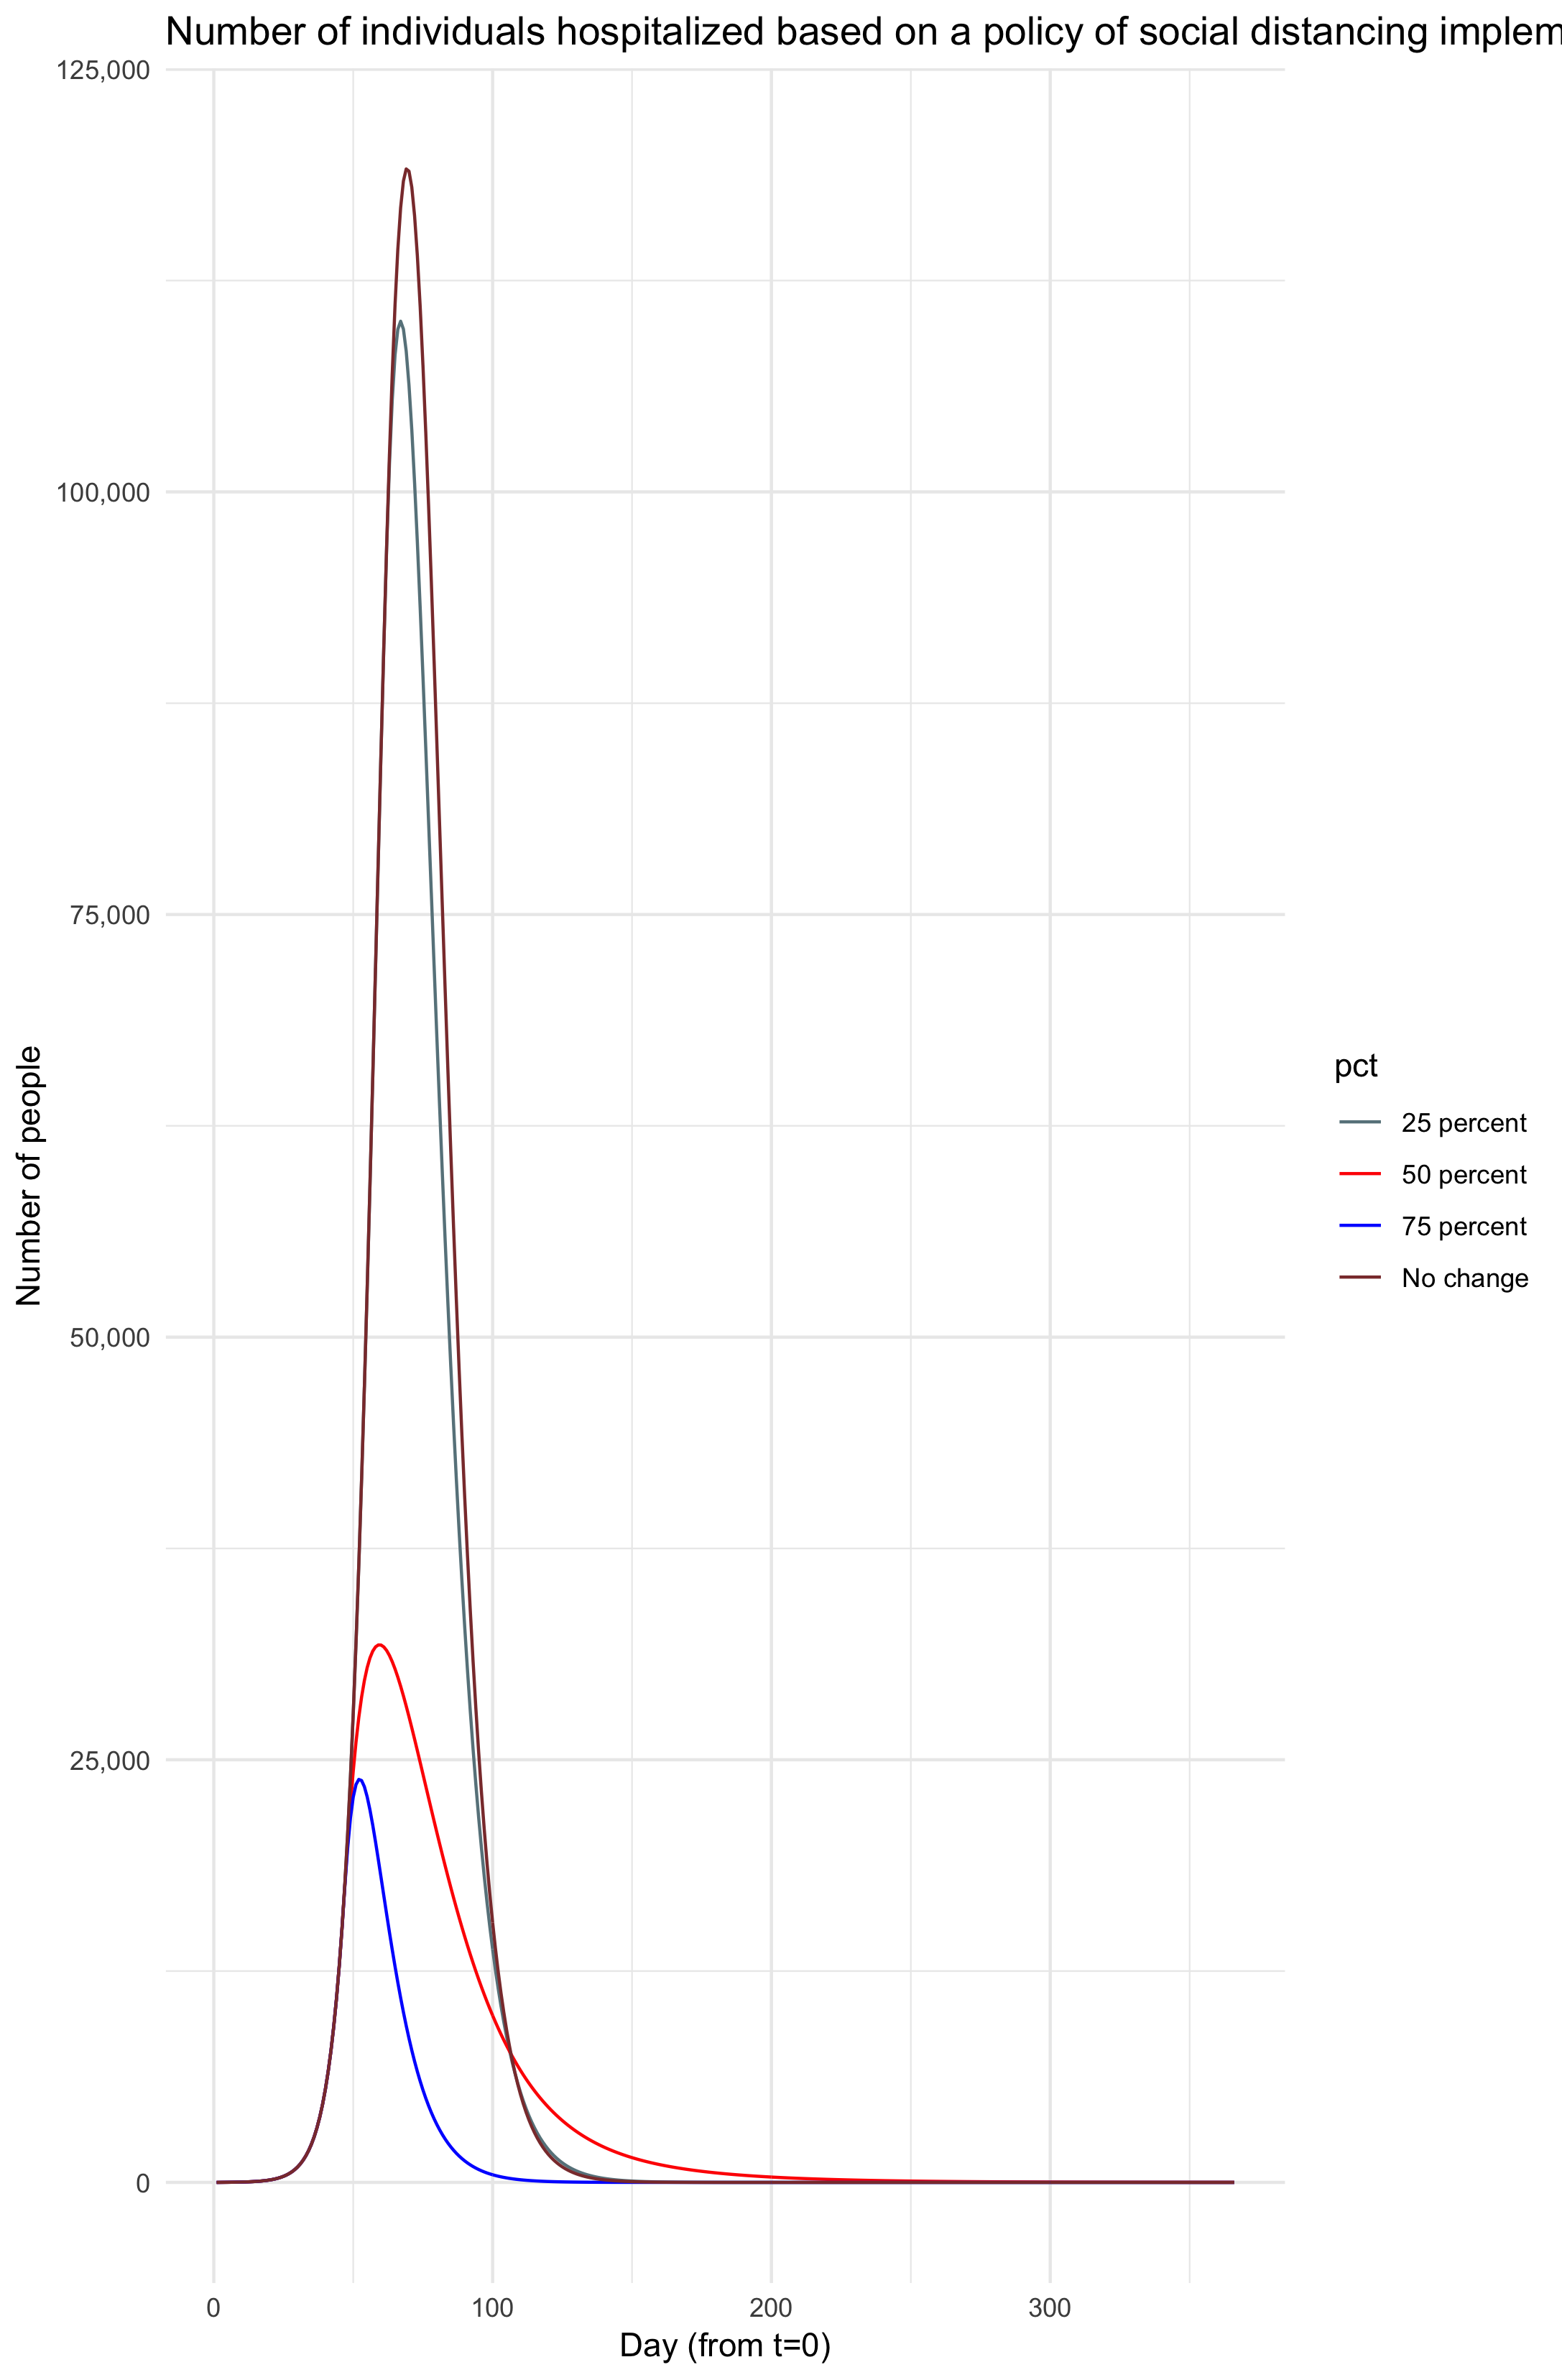 Number of individuals hospitalized based on a policy of social distancing implem
125,000
100,000
75,000
50,000
25,000
0
Number of people
0 100 200 300
Day (from t=0)
pct
25 percent
50 percent
75 percent
No change